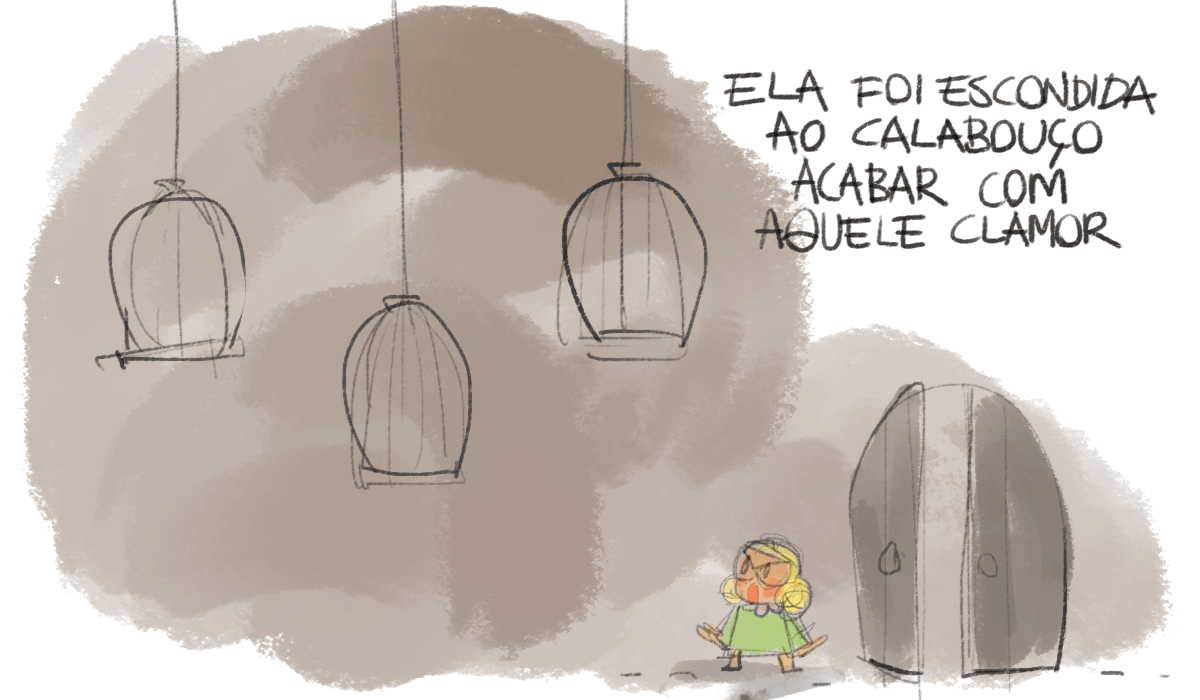 ELA FOI ESCONDIDA
AO CALABOUÇO
ACABAR COM
AQUELE CLAMOR